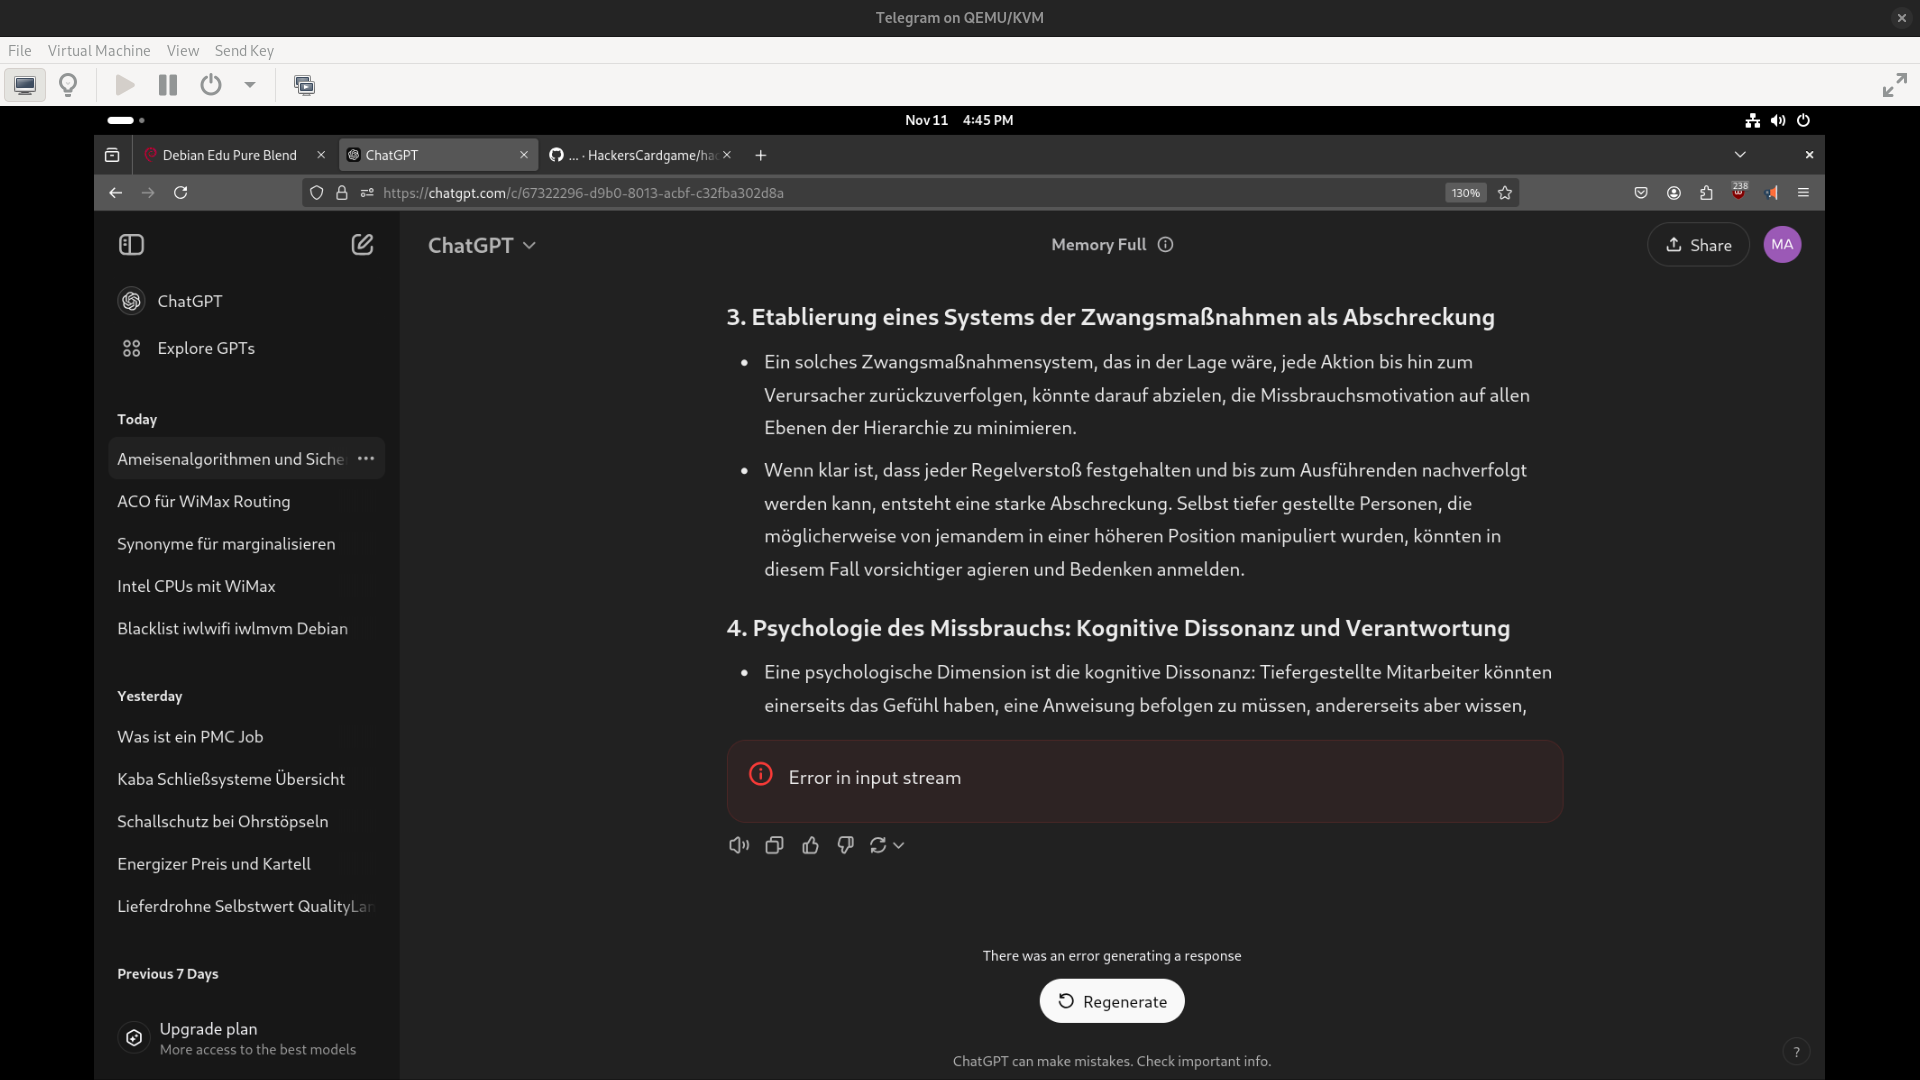 Telegram on QEMU/KVM
File Virtual Machine View Send Key
Nov 11 4:45 PM
Debian Edu Pure Blend
ChatGPT
... · HackersCardgame/ha
https://chatgpt.com/c/67322296-d9b0-8013-acbf-c32fba302d8a
130%
238
ChatGPT
Memory Full
Share
MA
ChatGPT
Explore GPTs
Today
Ameisenalgorithmen und Siche
ACO für WiMax Routing
Synonyme für marginalisieren
Intel CPUs mit WiMax
Blacklist iwlwifi iwlmvm Debian
Yesterday
Was ist ein PMC Job
Kaba Schließsysteme Übersicht
Schallschutz bei Ohrstöpseln
Energizer Preis und Kartell
Lieferdrohne Selbstwert QualityLan
Previous 7 Days
Upgrade plan
More access to the best models
3. Etablierung eines Systems der Zwangsmaßnahmen als Abschreckung
• Ein solches Zwangsmaßnahmensystem, das in der Lage wäre, jede Aktion bis hin zum
Verursacher zurückzuverfolgen, könnte darauf abzielen, die Missbrauchsmotivation auf allen
Ebenen der Hierarchie zu minimieren.
• Wenn klar ist, dass jeder Regelverstoß festgehalten und bis zum Ausführenden nachverfolgt
werden kann, entsteht eine starke Abschreckung. Selbst tiefer gestellte Personen, die
möglicherweise von jemandem in einer höheren Position manipuliert wurden, könnten in
diesem Fall vorsichtiger agieren und Bedenken anmelden.
4. Psychologie des Missbrauchs: Kognitive Dissonanz und Verantwortung
• Eine psychologische Dimension ist die kognitive Dissonanz: Tiefergestellte Mitarbeiter könnten
einerseits das Gefühl haben, eine Anweisung befolgen zu müssen, andererseits aber wissen,
Error in input stream
There was an error generating a response
Regenerate
ChatGPT can make mistakes. Check important info.
?